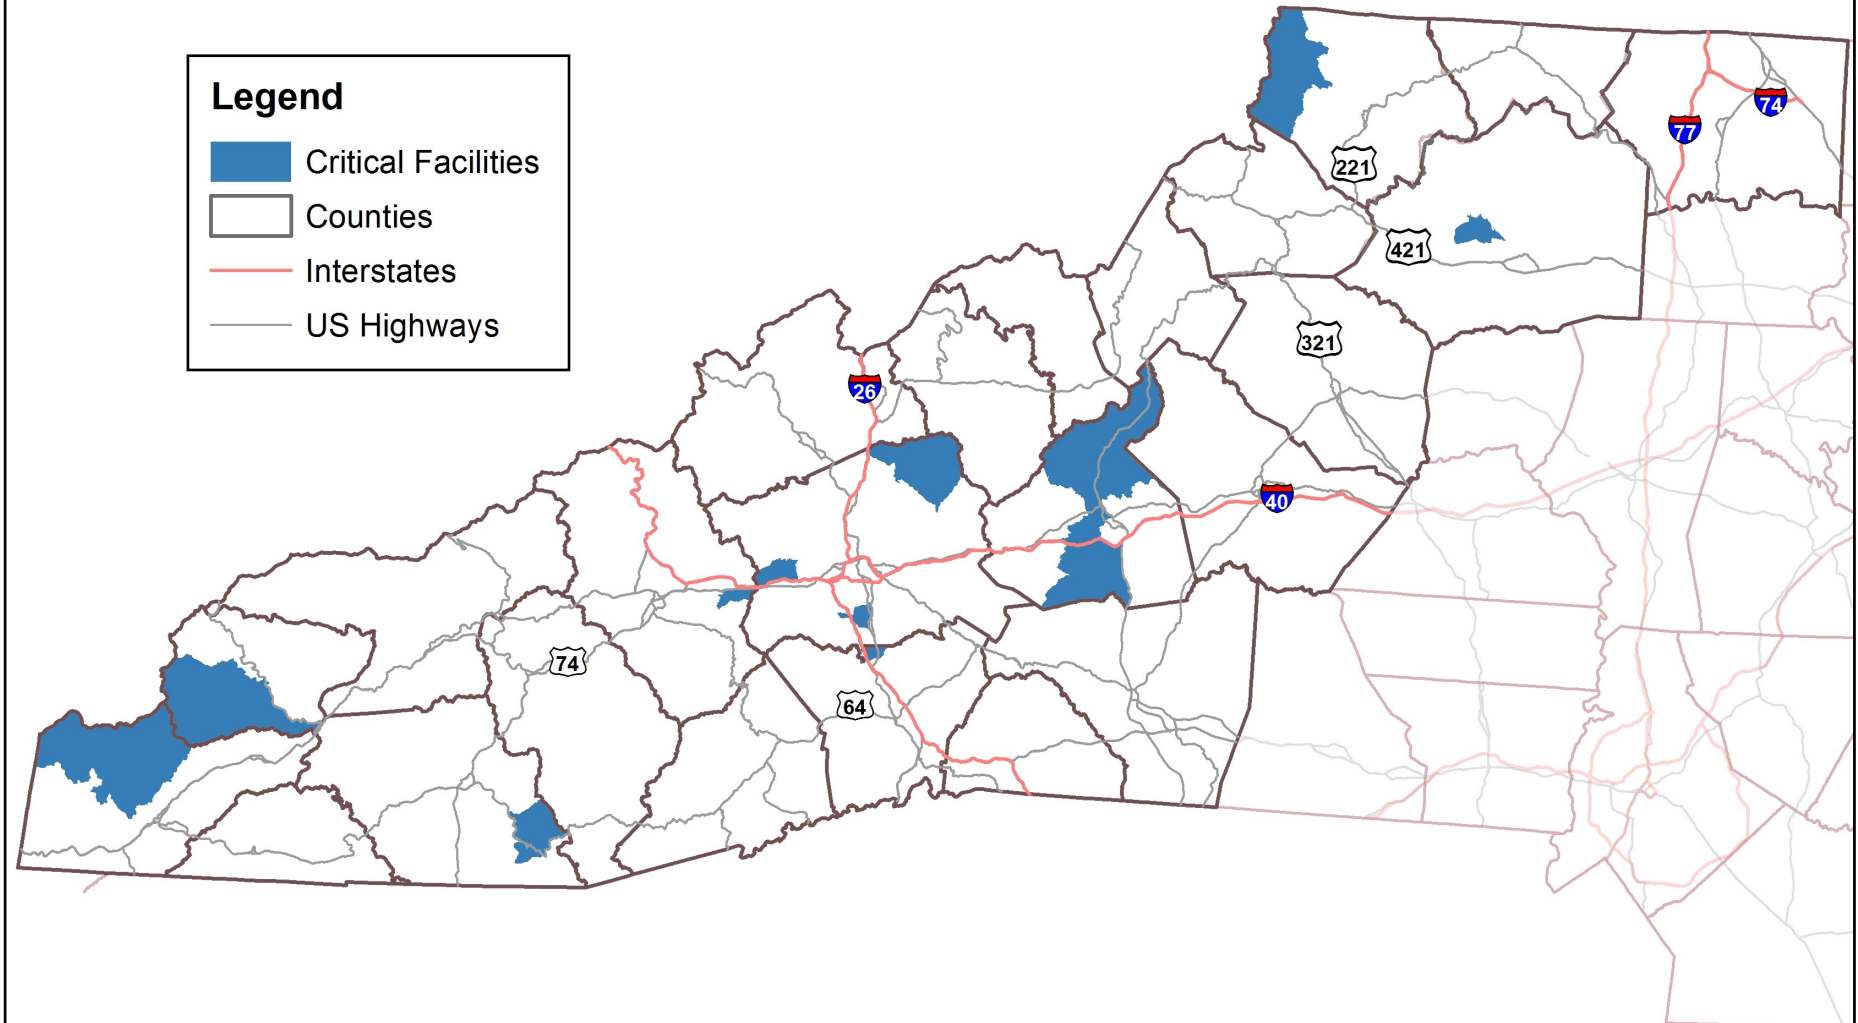 Legend
Critical Facilities
Counties
Interstates
US Highways
74
77
221
421
321
26
40
74
64